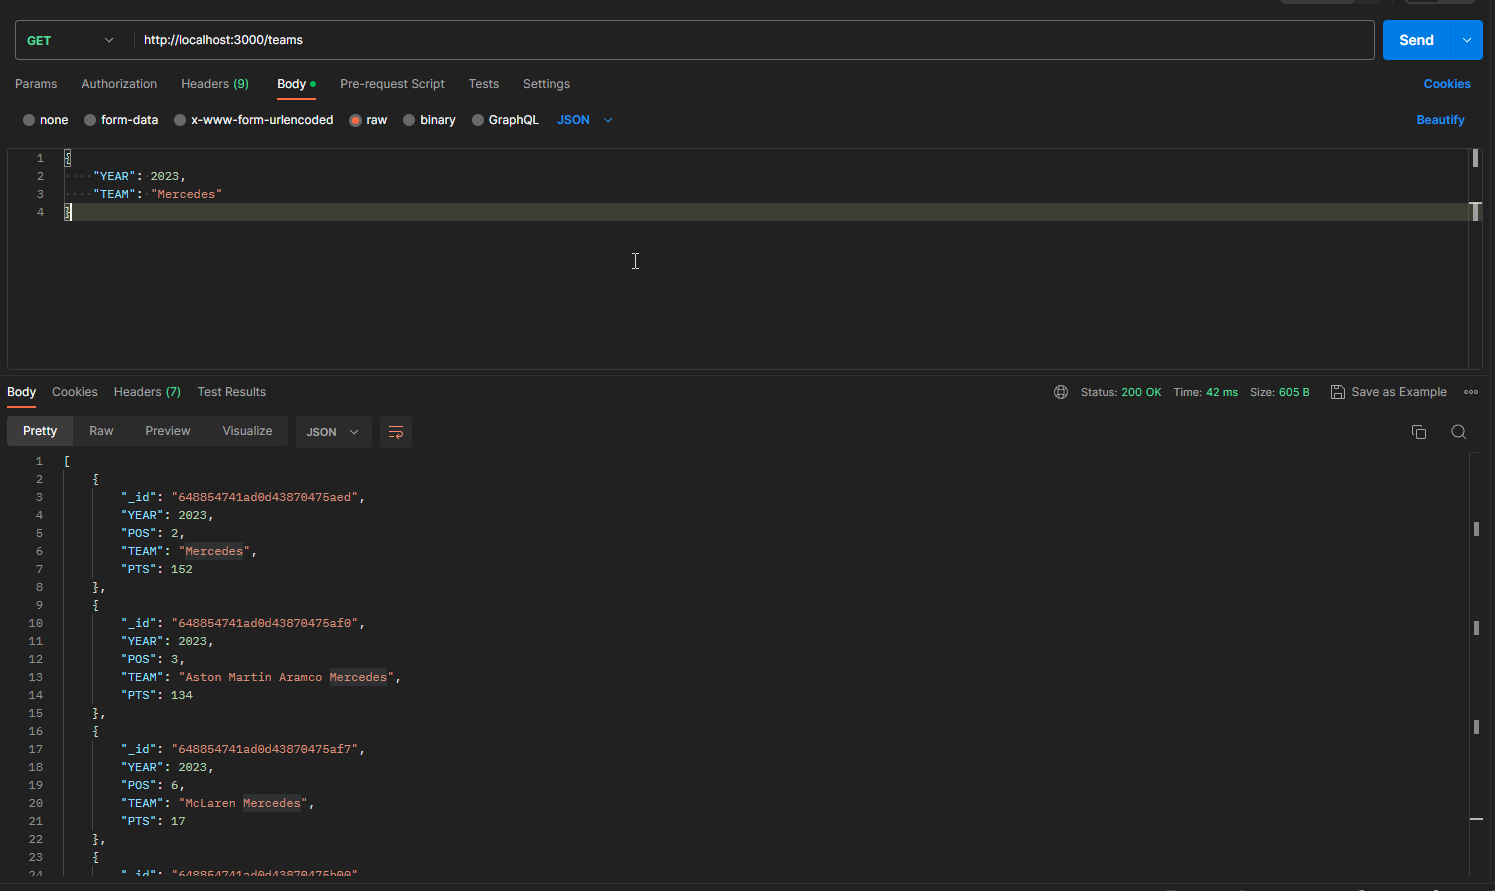 GET http://localhost:3000/teams Send
Params Authorization Headers (9) Body Pre-request Script Tests Settings Cookies
none form-data x-www-form-urlencoded raw binary GraphQL JSON Beautify
1 {
2 "YEAR": 2023,
3 "TEAM": "Mercedes"
4 }
Body Cookies Headers (7) Test Results Status: 200 OK Time: 42 ms Size: 605 B Save as Example
Pretty Raw Preview Visualize JSON
1 [
2 {
3 "_id": "648854741ad0d43870475aed",
4 "YEAR": 2023,
5 "POS": 2,
6 "TEAM": "Mercedes",
7 "PTS": 152
8 },
9 {
10 "_id": "648854741ad0d43870475af0",
11 "YEAR": 2023,
12 "POS": 3,
13 "TEAM": "Aston Martin Aramco Mercedes",
14 "PTS": 134
15 },
16 {
17 "_id": "648854741ad0d43870475af7",
18 "YEAR": 2023,
19 "POS": 6,
20 "TEAM": "McLaren Mercedes",
21 "PTS": 17
22 },
23 {
24 "_id": "648854741ad0d43870475b00"